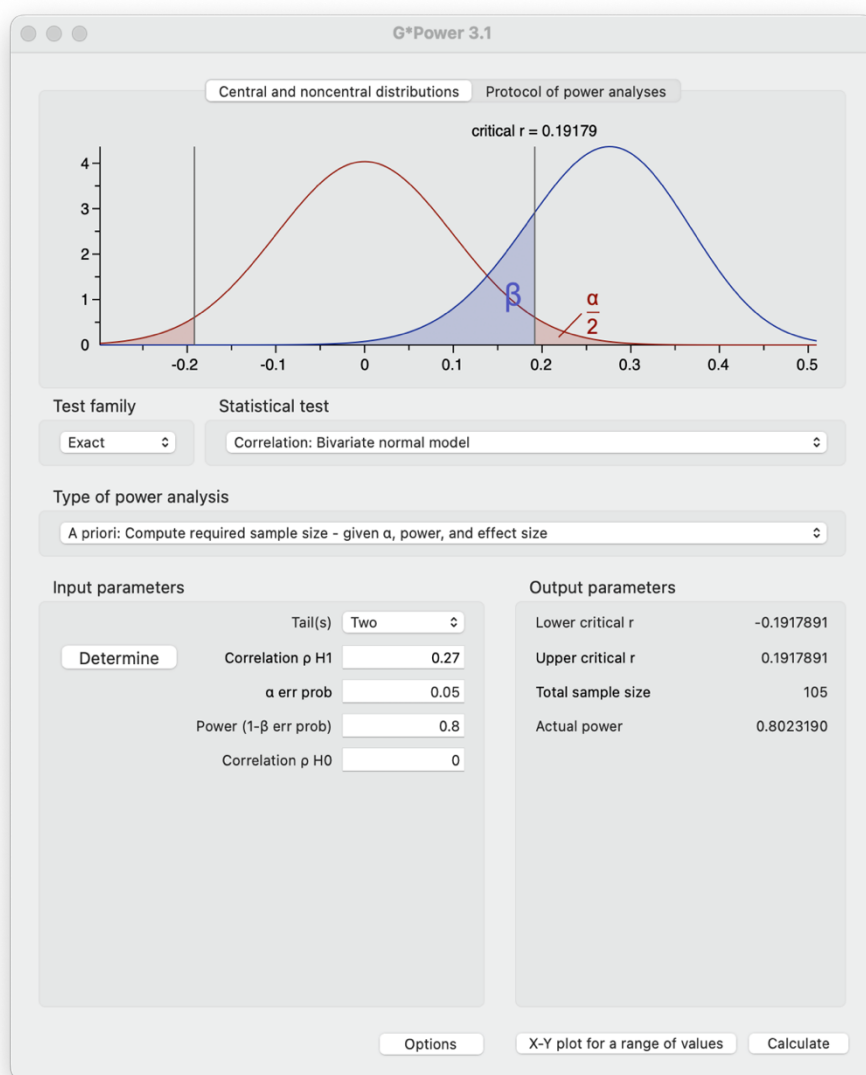 G*Power 3.1
Central and noncentral distributions
Protocol of power analyses
critical r = 0.19179
4
3
2
1
0
β
α
2
-0.2
-0.1
0
0.1
0.2
0.3
0.4
0.5
Test family
Statistical test
Exact
Correlation: Bivariate normal model
Type of power analysis
A priori: Compute required sample size - given α, power, and effect size
Input parameters
Output parameters
Tail(s)
Two
Determine
Correlation ρ H1
0.27
α err prob
0.05
Power (1-β err prob)
0.8
Correlation ρ H0
0
Lower critical r
-0.1917891
Upper critical r
0.1917891
Total sample size
105
Actual power
0.8023190
Options
X-Y plot for a range of values
Calculate